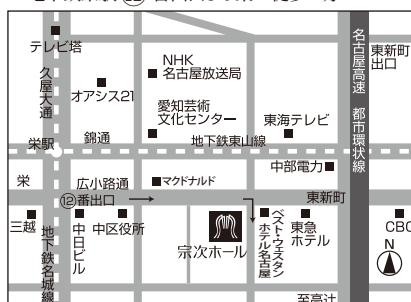 テレビ塔
久屋大通
オアシス21
NHK
名古屋放送局
愛知芸術
文化センター
東海テレビ
名古屋高速 都市環状線
東新町
出口
栄駅
錦通
地下鉄東山線
中部電力
栄
広小路通
マクドナルド
東新町
⑫番出口
三越
地下鉄名城線
中日
ビル
中区役所
宗次ホール
ベスト・ウェスタン
ホテル名古屋
東急
ホテル
CBC
N
至高辻